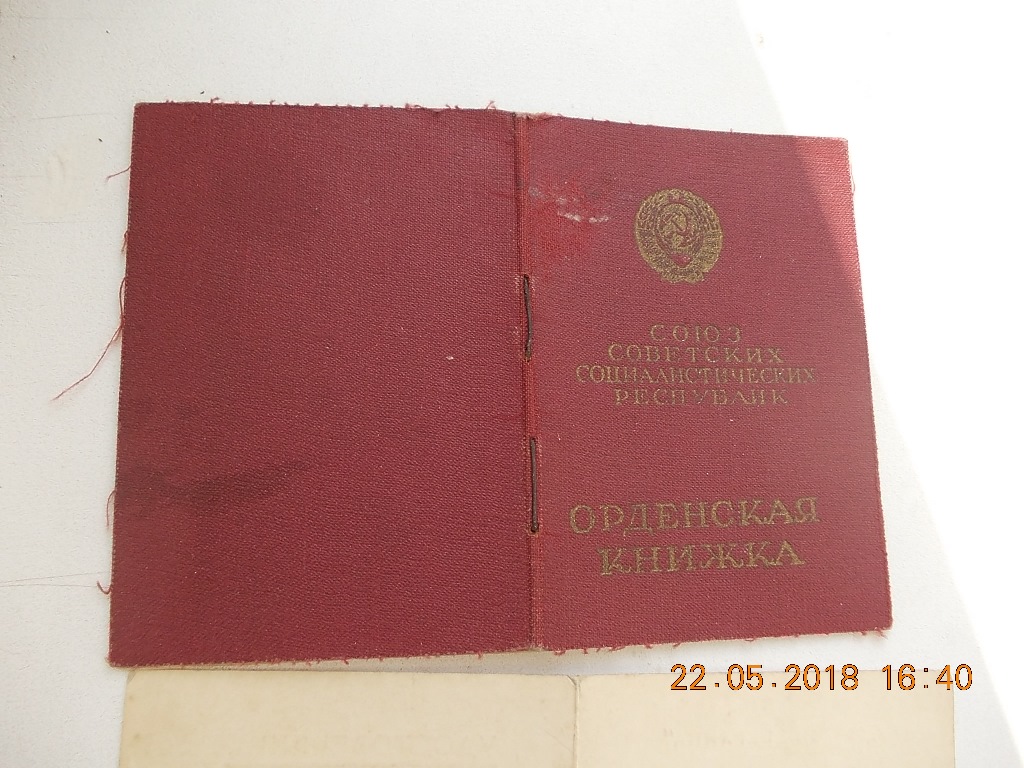 СОЮЗ
СОВЕТСКИХ
СОЦИАЛИСТИЧЕСКИХ
РЕСПУБЛИК
ОРДЕНСКАЯ
КНИЖКА
22.05.2018 16:40